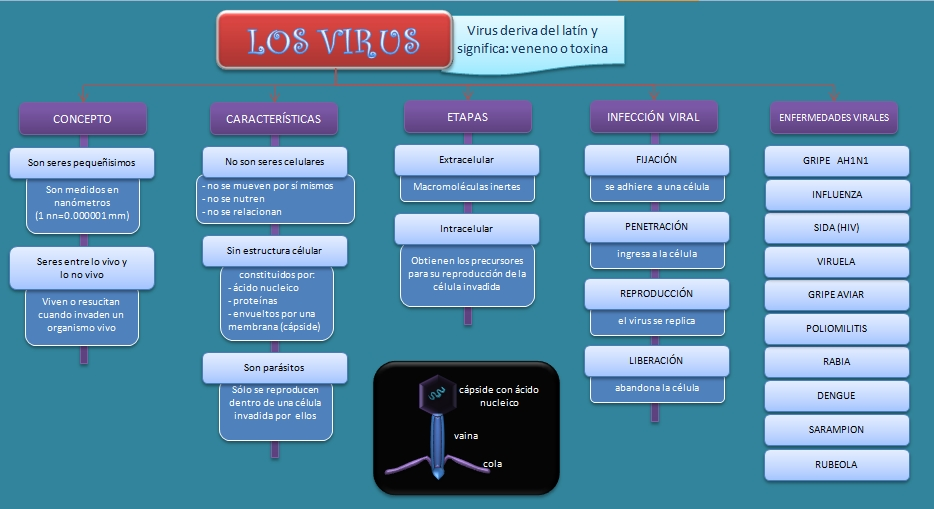 LOS VIRUS
Virus deriva del latín y
significa: veneno o toxina
CONCEPTO
Son seres pequeñisimos
Son medidos en
nanómetros
(1 nn=0.000001 mm)
Seres entre lo vivo y
lo no vivo
Viven o resucitan
cuando invaden un
organismo vivo
CARACTERÍSTICAS
No son seres celulares
- no se mueven por sí mismos
- no se nutren
- no se relacionan
Sin estructura célular
constituidos por:
- ácido nucleico
- proteínas
- envueltos por una
membrana (cápside)
Son parásitos
Sólo se reproducen
dentro de una célula
invadida por ellos
ETAPAS
Extracelular
Macromoléculas inertes
Intracelular
Obtienen los precursores
para su reproducción de la
célula invadida
cápside con ácido
nucleico
vaina
cola
INFECCIÓN VIRAL
FIJACIÓN
se adhiere a una célula
PENETRACIÓN
ingresa a la célula
REPRODUCCIÓN
el virus se replica
LIBERACIÓN
abandona la célula
ENFERMEDADES VIRALES
GRIPE AH1N1
INFLUENZA
SIDA (HIV)
VIRUELA
GRIPE AVIAR
POLIOMILITIS
RABIA
DENGUE
SARAMPION
RUBEOLA